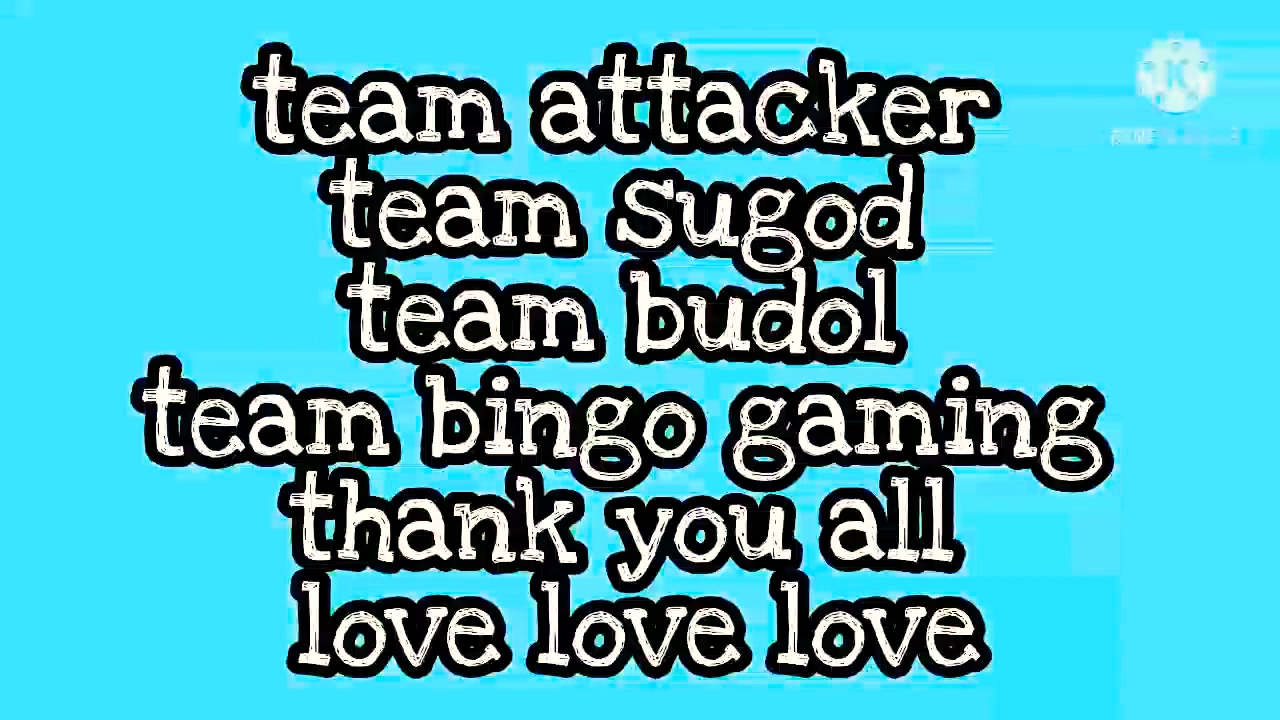 team attacker
team sugod
team budol
team bingo gaming
thank you all
love love love